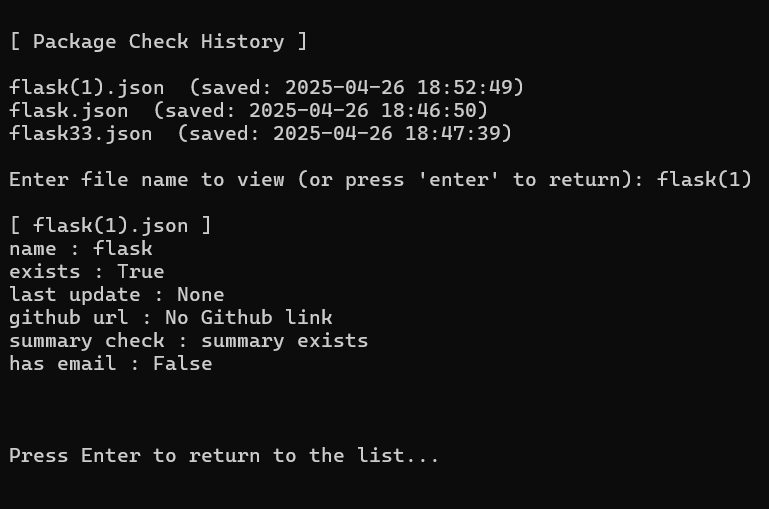 [ Package Check History ]
flask(1).json  (saved: 2025-04-26 18:52:49)
flask.json  (saved: 2025-04-26 18:46:50)
flask33.json  (saved: 2025-04-26 18:47:39)
Enter file name to view (or press 'enter' to return): flask(1)
[ flask(1).json ]
name : flask
exists : True
last update : None
github url : No Github link
summary check : summary exists
has email : False
Press Enter to return to the list...